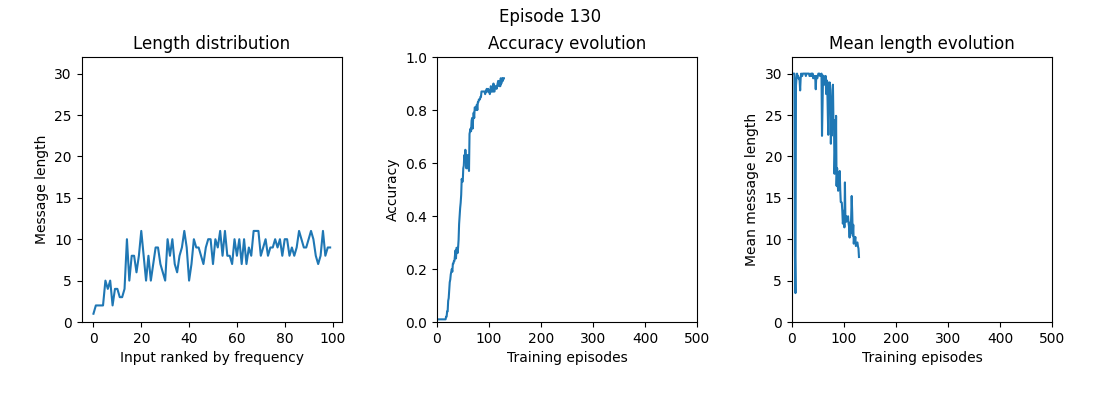 Episode 130
Length distribution
Message length
30
25
20
15
10
5
0
0 20 40 60 80 100
Input ranked by frequency
Accuracy evolution
Accuracy
1.0
0.8
0.6
0.4
0.2
0.0
0 100 200 300 400 500
Training episodes
Mean length evolution
Mean message length
30
25
20
15
10
5
0
0 100 200 300 400 500
Training episodes